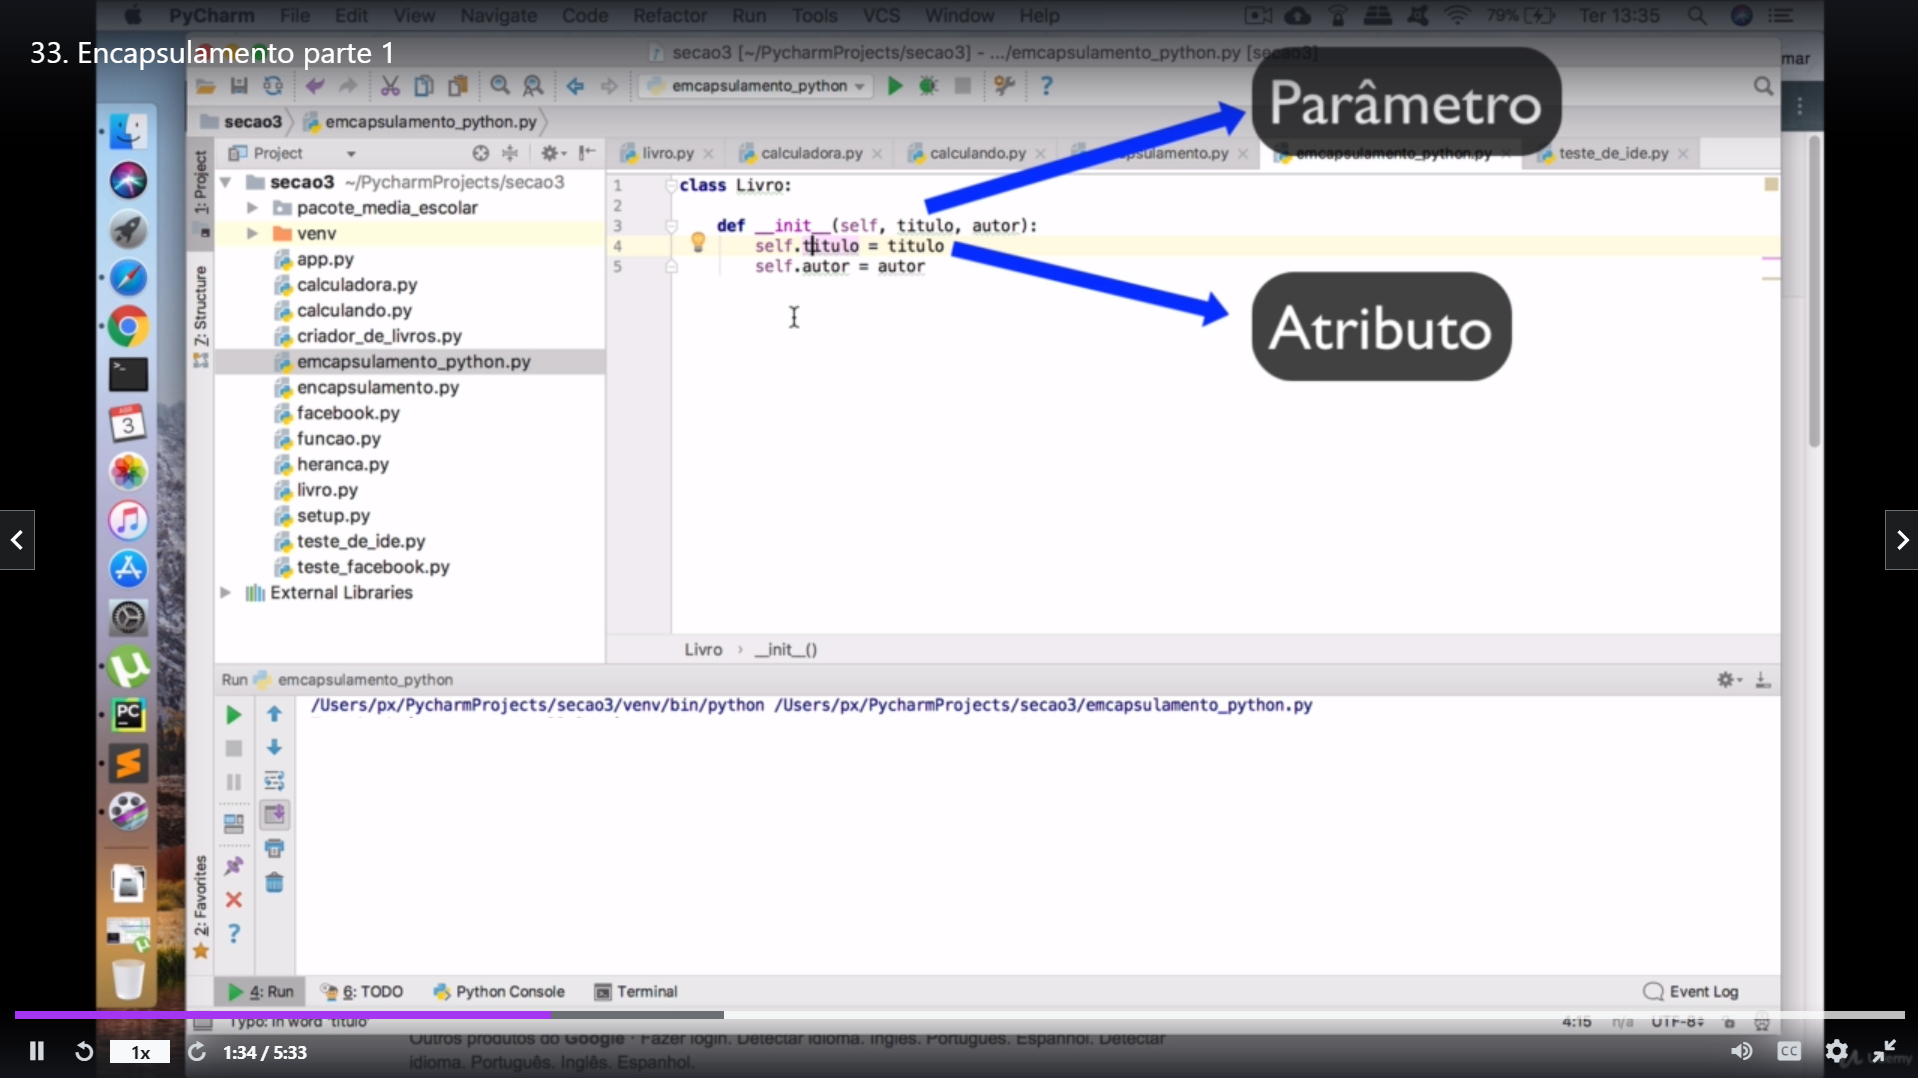 PyCharm File Edit View Navigate Code Refactor Run Tools VCS Window Help 79% Ter 13:35
33. Encapsulamento parte 1
secao3 [~/PycharmProjects/secao3] - .../emcapsulamento_python.py [secao3]
mar
emcapsulamento_python
Parâmetro
secao3 emcapsulamento_python.py
Project livro.py calculadora.py calculando.py psulamento.py emcapsulamento_python.py teste_de_ide.py
1: Project
Z: Structure
2: Favorites
secao3 ~/PycharmProjects/secao3
pacote_media_escolar
venv
app.py
calculadora.py
calculando.py
criador_de_livros.py
emcapsulamento_python.py
encapsulamento.py
facebook.py
funcao.py
heranca.py
livro.py
setup.py
teste_de_ide.py
teste_facebook.py
External Libraries
1 class Livro:
2
3 def __init__(self, titulo, autor):
4 self.titulo = titulo
5 self.autor = autor
Atributo
Livro › __init__()
Run emcapsulamento_python
/Users/px/PycharmProjects/secao3/venv/bin/python /Users/px/PycharmProjects/secao3/emcapsulamento_python.py
4: Run 6: TODO Python Console Terminal Event Log
Typo: In word 'titulo' 4:15 n/a UTF-8
Outros produtos do Google · Fazer login. Detectar idioma. Inglês. Português. Espanhol. Detectar
idioma. Português. Inglês. Espanhol.
1x 1:34 / 5:33 CC